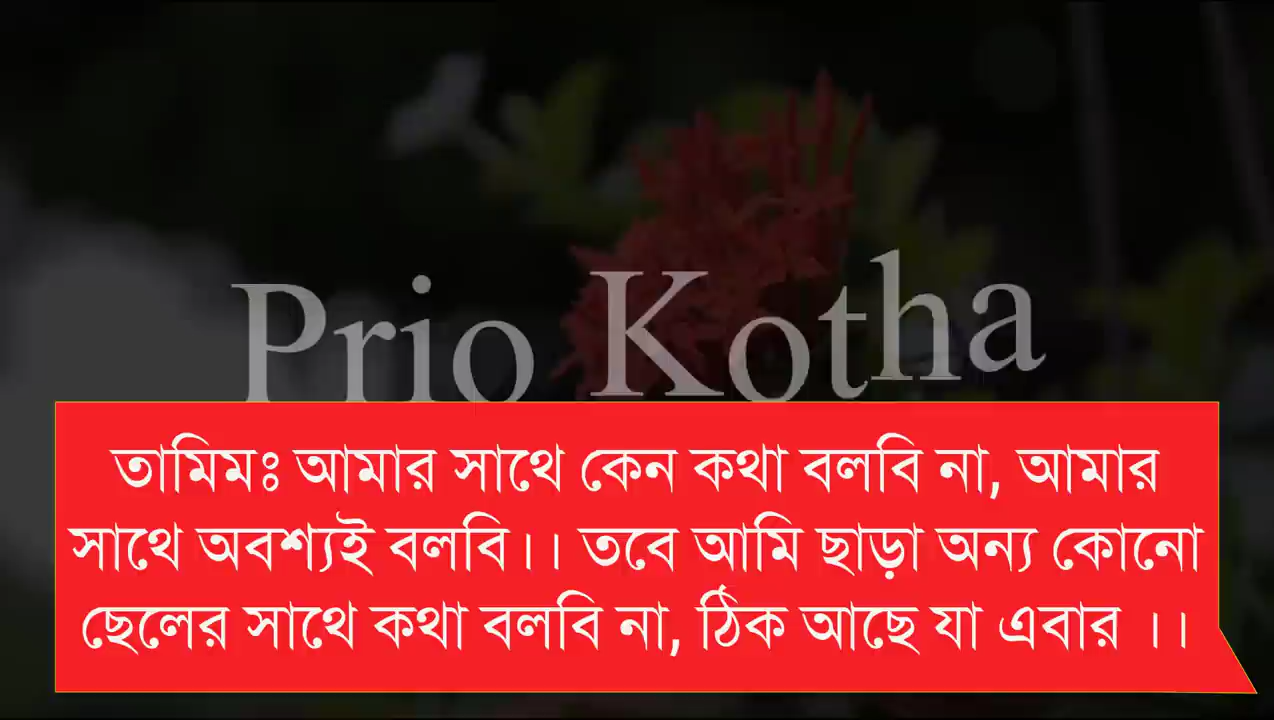 Prio Kotha
তামিমঃ আমার সাথে কেন কথা বলবি না, আমার
সাথে অবশ্যই বলবি।। তবে আমি ছাড়া অন্য কোনো
ছেলের সাথে কথা বলবি না, ঠিক আছে যা এবার ।।